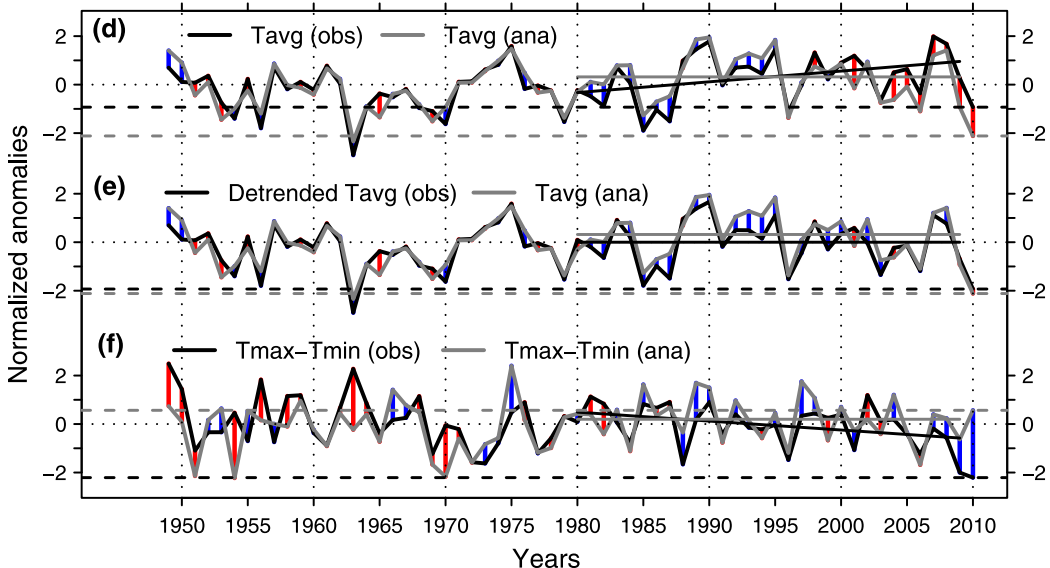 (d) Tavg (obs) Tavg (ana)
2 2
0 0
−2 −2
(e) Detrended Tavg (obs) Tavg (ana)
2 2
0 0
−2 −2
(f) Tmax−Tmin (obs) Tmax−Tmin (ana)
2 2
0 0
−2 −2
Normalized anomalies
1950 1955 1960 1965 1970 1975 1980 1985 1990 1995 2000 2005 2010
Years